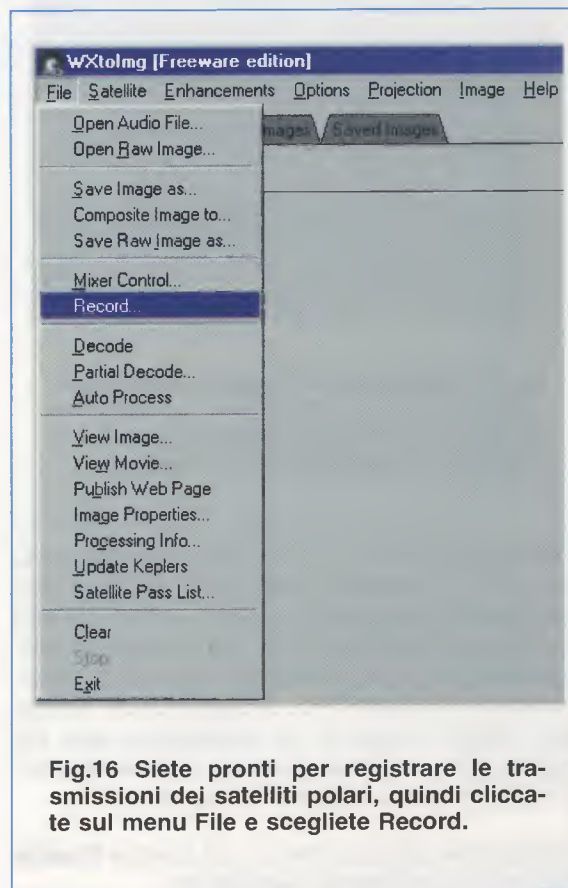 WXtoImg [Freeware edition]
File Satellite Enhancements Options Projection Image Help
Open Audio File... mages Saved Images
Open Raw Image...
Save Image as...
Composite Image to...
Save Raw Image as...
Mixer Control...
Record...
Decode
Partial Decode...
Auto Process
View Image...
View Movie...
Publish Web Page
Image Properties...
Processing Info...
Update Keplers
Satellite Pass List...
Clear
Stop
Exit
Fig.16 Siete pronti per registrare le tra-
smissioni dei satelliti polari, quindi clicca-
te sul menu File e scegliete Record.